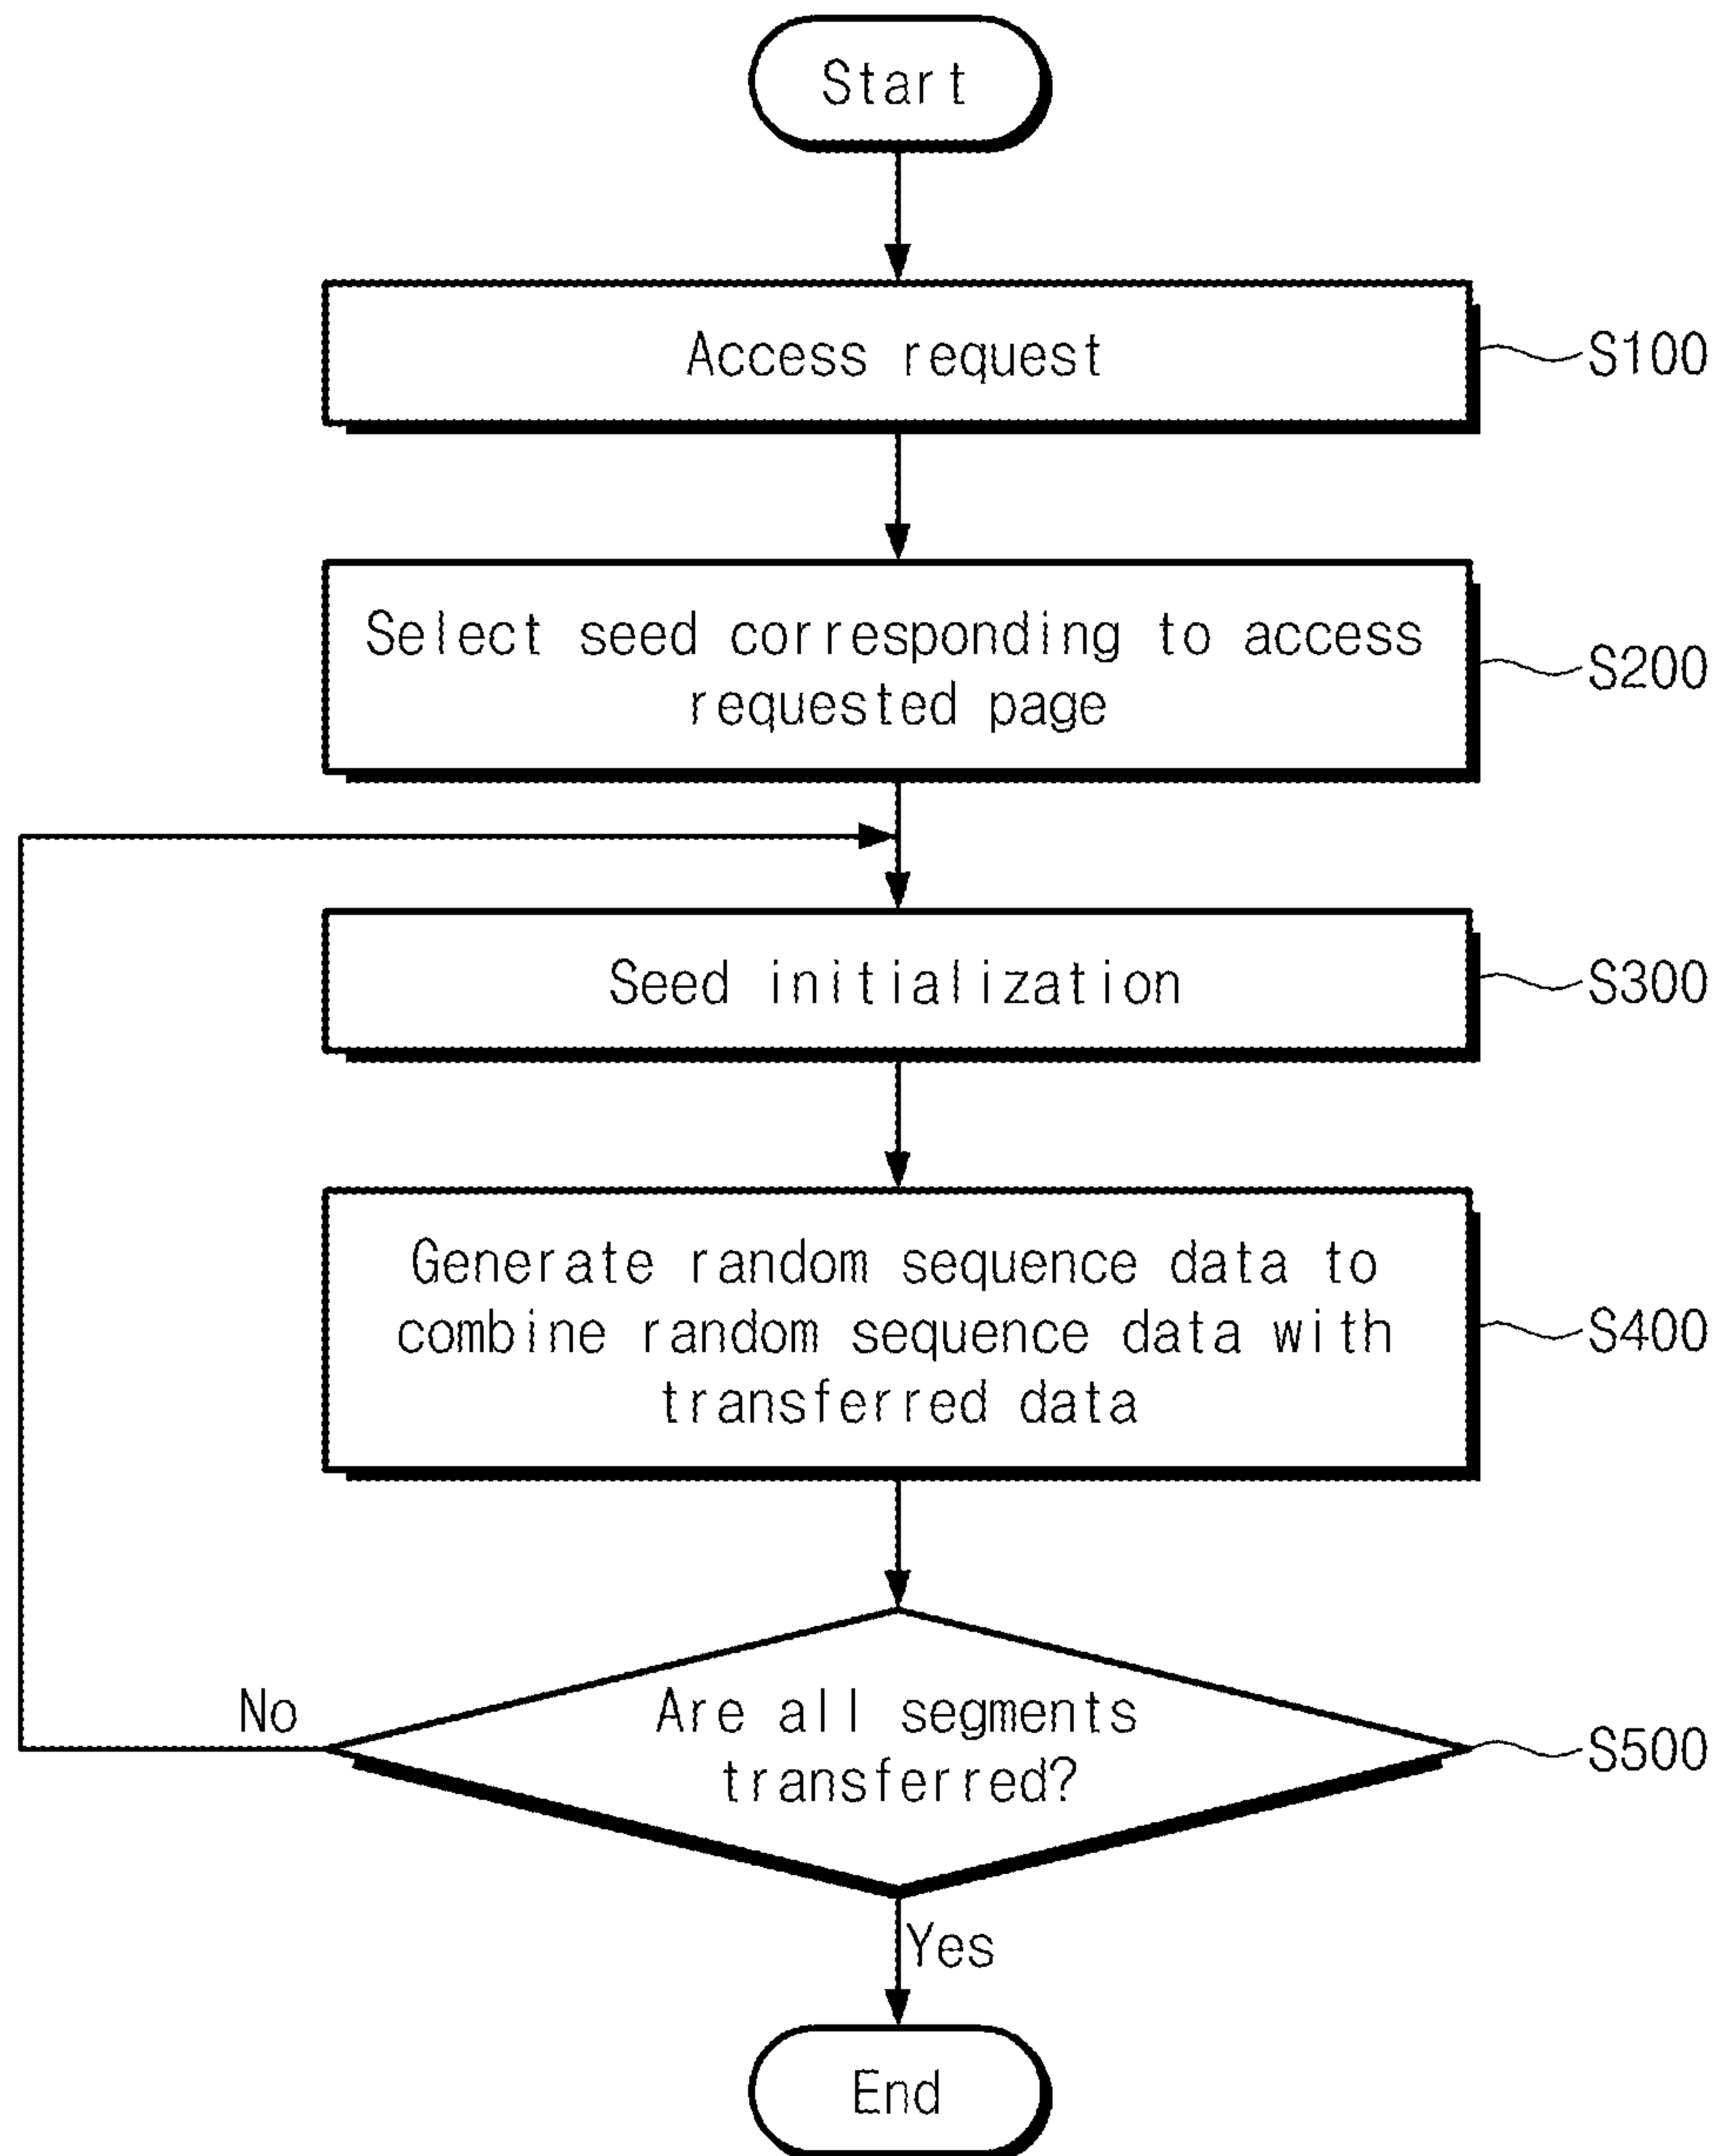 Start
Access request
S100
Select seed corresponding to access
requested page
S200
Seed initialization
S300
Generate random sequence data to
combine random sequence data with
transferred data
S400
No
Are all segments
transferred?
S500
Yes
End